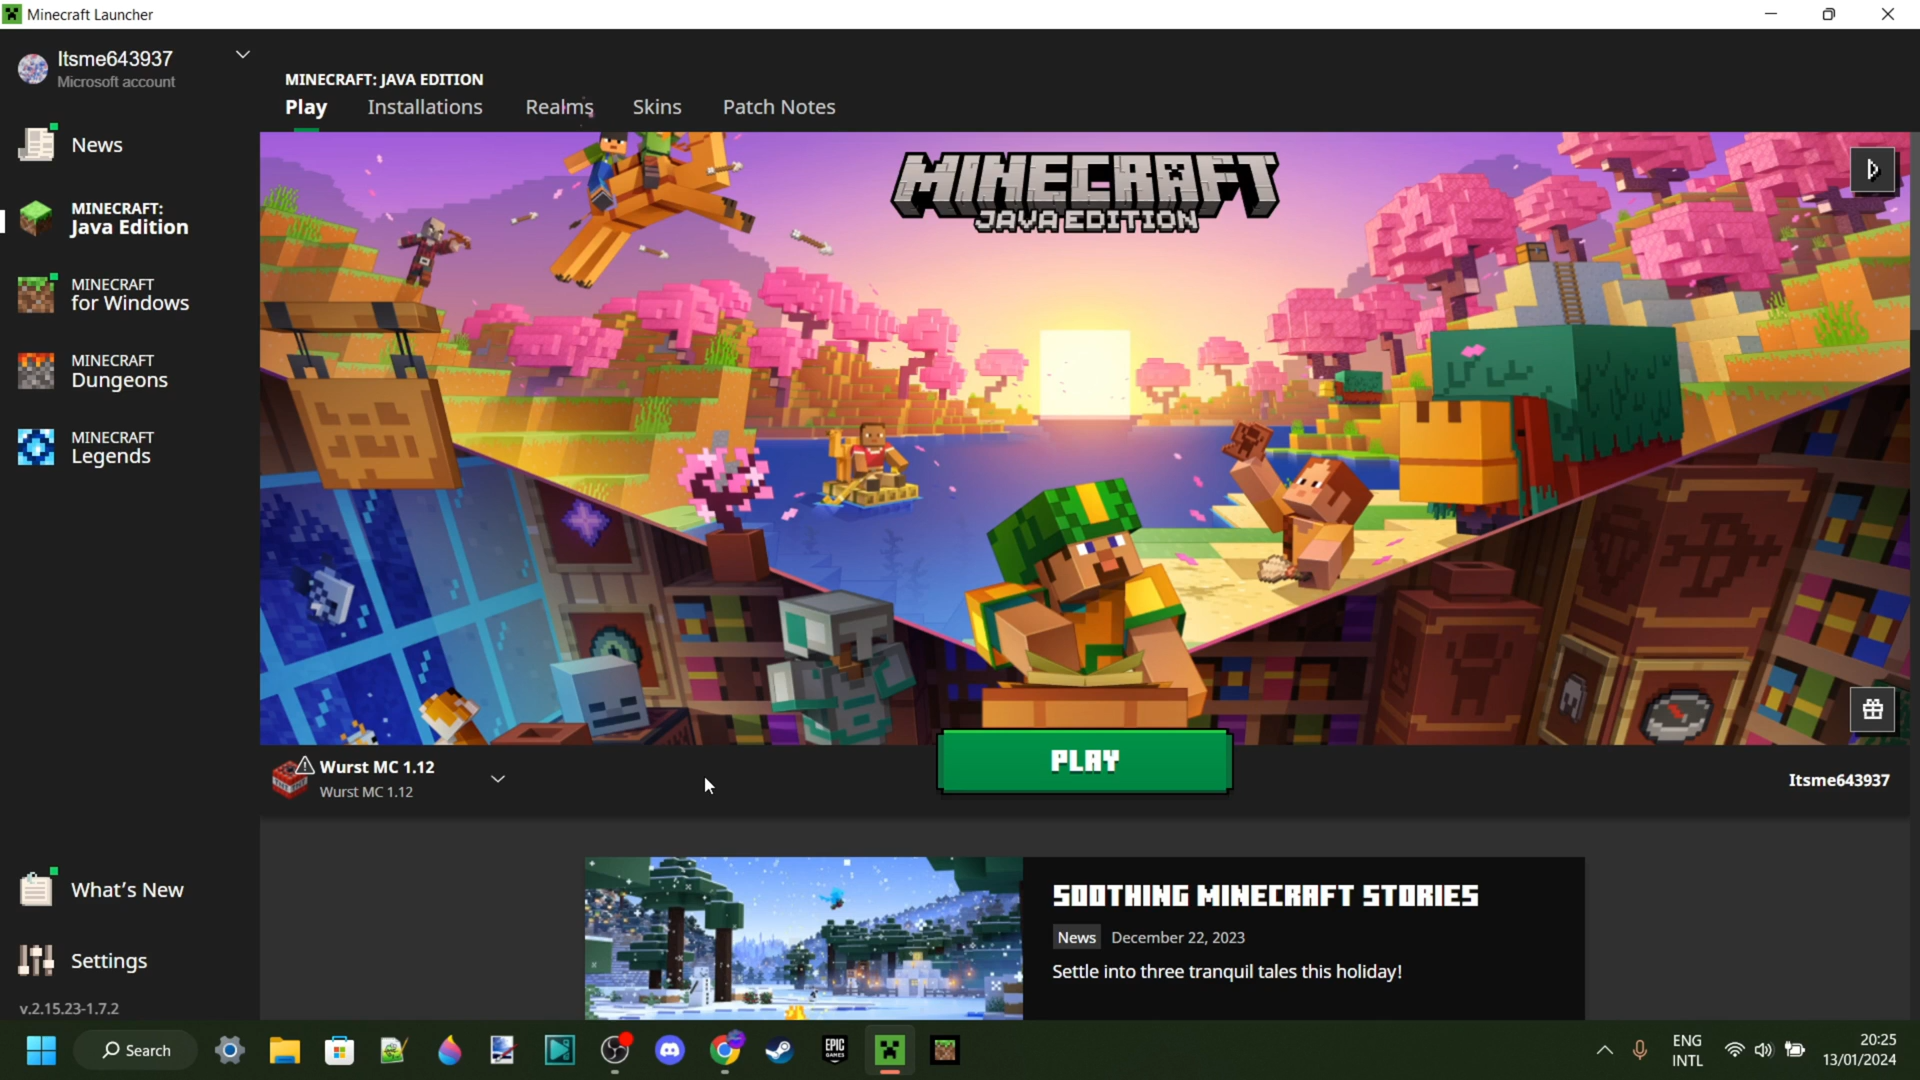 Minecraft Launcher
Itsme643937
Microsoft account
News
MINECRAFT:
Java Edition
MINECRAFT
for Windows
MINECRAFT
Dungeons
MINECRAFT
Legends
What's New
Settings
v.2.15.23-1.7.2
MINECRAFT: JAVA EDITION
Play Installations Realms Skins Patch Notes
MINECRAFT
JAVA EDITION
Wurst MC 1.12
Wurst MC 1.12
PLAY
Itsme643937
SOOTHING MINECRAFT STORIES
News December 22, 2023
Settle into three tranquil tales this holiday!
Search
EPIC
GAMES
ENG
INTL
20:25
13/01/2024